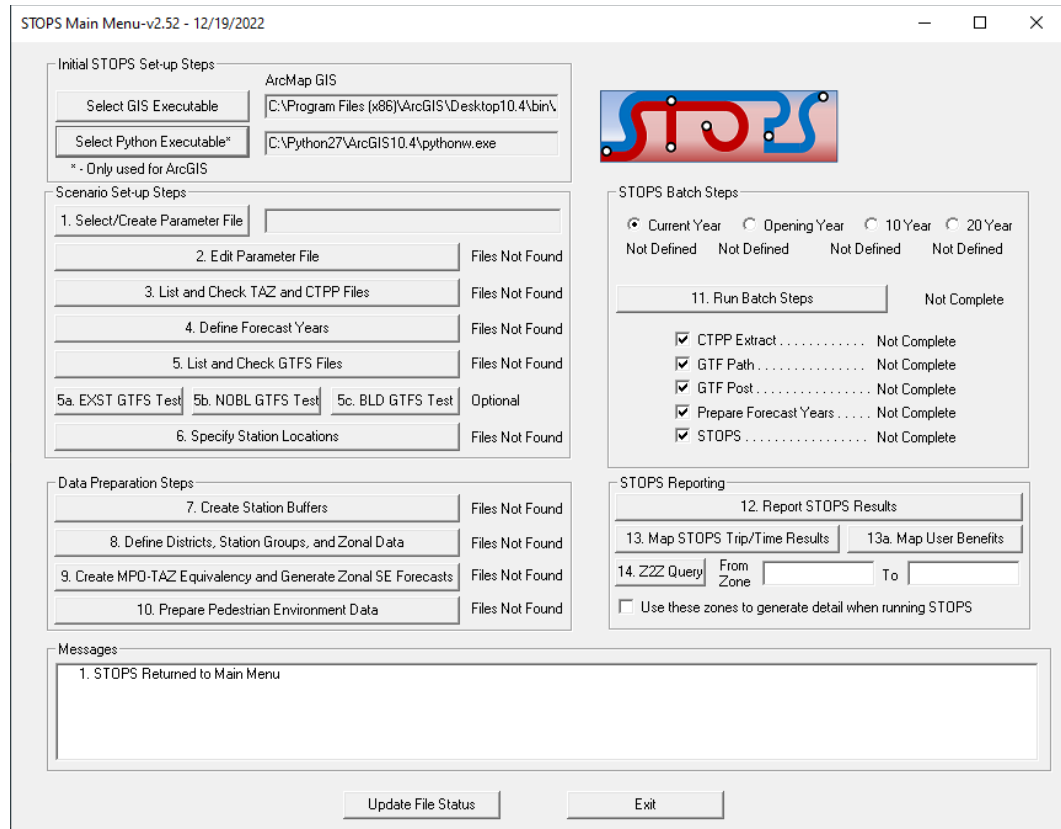 STOPS Main Menu-v2.52 - 12/19/2022
Initial STOPS Set-up Steps
ArcMap GIS
Select GIS Executable
C:\Program Files (x86)\ArcGIS\Desktop10.4\bin\.
Select Python Executable*
C:\Python27\ArcGIS10.4\pythonw.exe
* - Only used for ArcGIS
STOPS
Scenario Set-up Steps
1. Select/Create Parameter File
2. Edit Parameter File Files Not Found
3. List and Check TAZ and CTPP Files Files Not Found
4. Define Forecast Years Files Not Found
5. List and Check GTFS Files Files Not Found
5a. EXST GTFS Test 5b. NOBL GTFS Test 5c. BLD GTFS Test Optional
6. Specify Station Locations Files Not Found
STOPS Batch Steps
Current Year Opening Year 10 Year 20 Year
Not Defined Not Defined Not Defined Not Defined
11. Run Batch Steps Not Complete
CTPP Extract . . . . . . . . . . . . Not Complete
GTF Path . . . . . . . . . . . . . . . Not Complete
GTF Post . . . . . . . . . . . . . . . Not Complete
Prepare Forecast Years . . . . . Not Complete
STOPS . . . . . . . . . . . . . . . . . Not Complete
Data Preparation Steps
7. Create Station Buffers Files Not Found
8. Define Districts, Station Groups, and Zonal Data Files Not Found
9. Create MPO-TAZ Equivalency and Generate Zonal SE Forecasts Files Not Found
10. Prepare Pedestrian Environment Data Files Not Found
STOPS Reporting
12. Report STOPS Results
13. Map STOPS Trip/Time Results 13a. Map User Benefits
14. Z2Z Query From Zone To
Use these zones to generate detail when running STOPS
Messages
1. STOPS Returned to Main Menu
Update File Status Exit